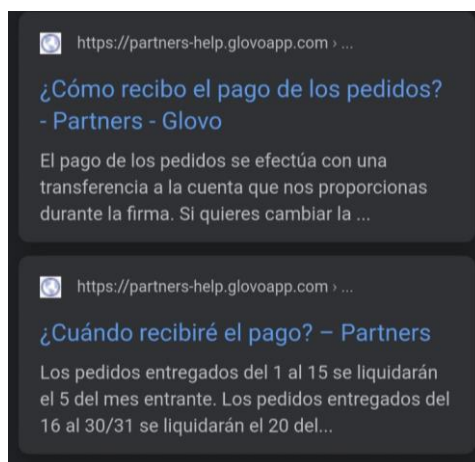 https://partners-help.glovoapp.com › ...
¿Cómo recibo el pago de los pedidos?
- Partners - Glovo
El pago de los pedidos se efectúa con una
transferencia a la cuenta que nos proporcionas
durante la firma. Si quieres cambiar la ...
https://partners-help.glovoapp.com › ...
¿Cuándo recibiré el pago? – Partners
Los pedidos entregados del 1 al 15 se liquidarán
el 5 del mes entrante. Los pedidos entregados del
16 al 30/31 se liquidarán el 20 del...